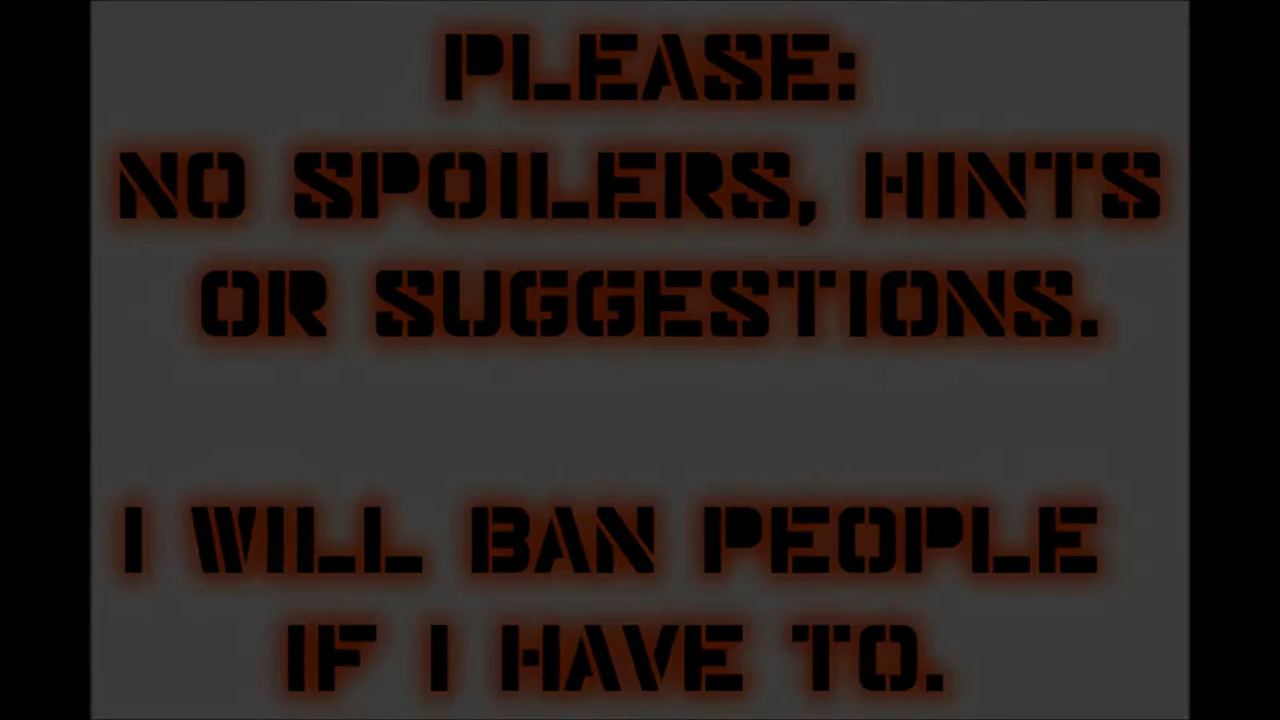 PLEASE:
NO SPOILERS, HINTS
OR SUGGESTIONS.
I WILL BAN PEOPLE
IF I HAVE TO.